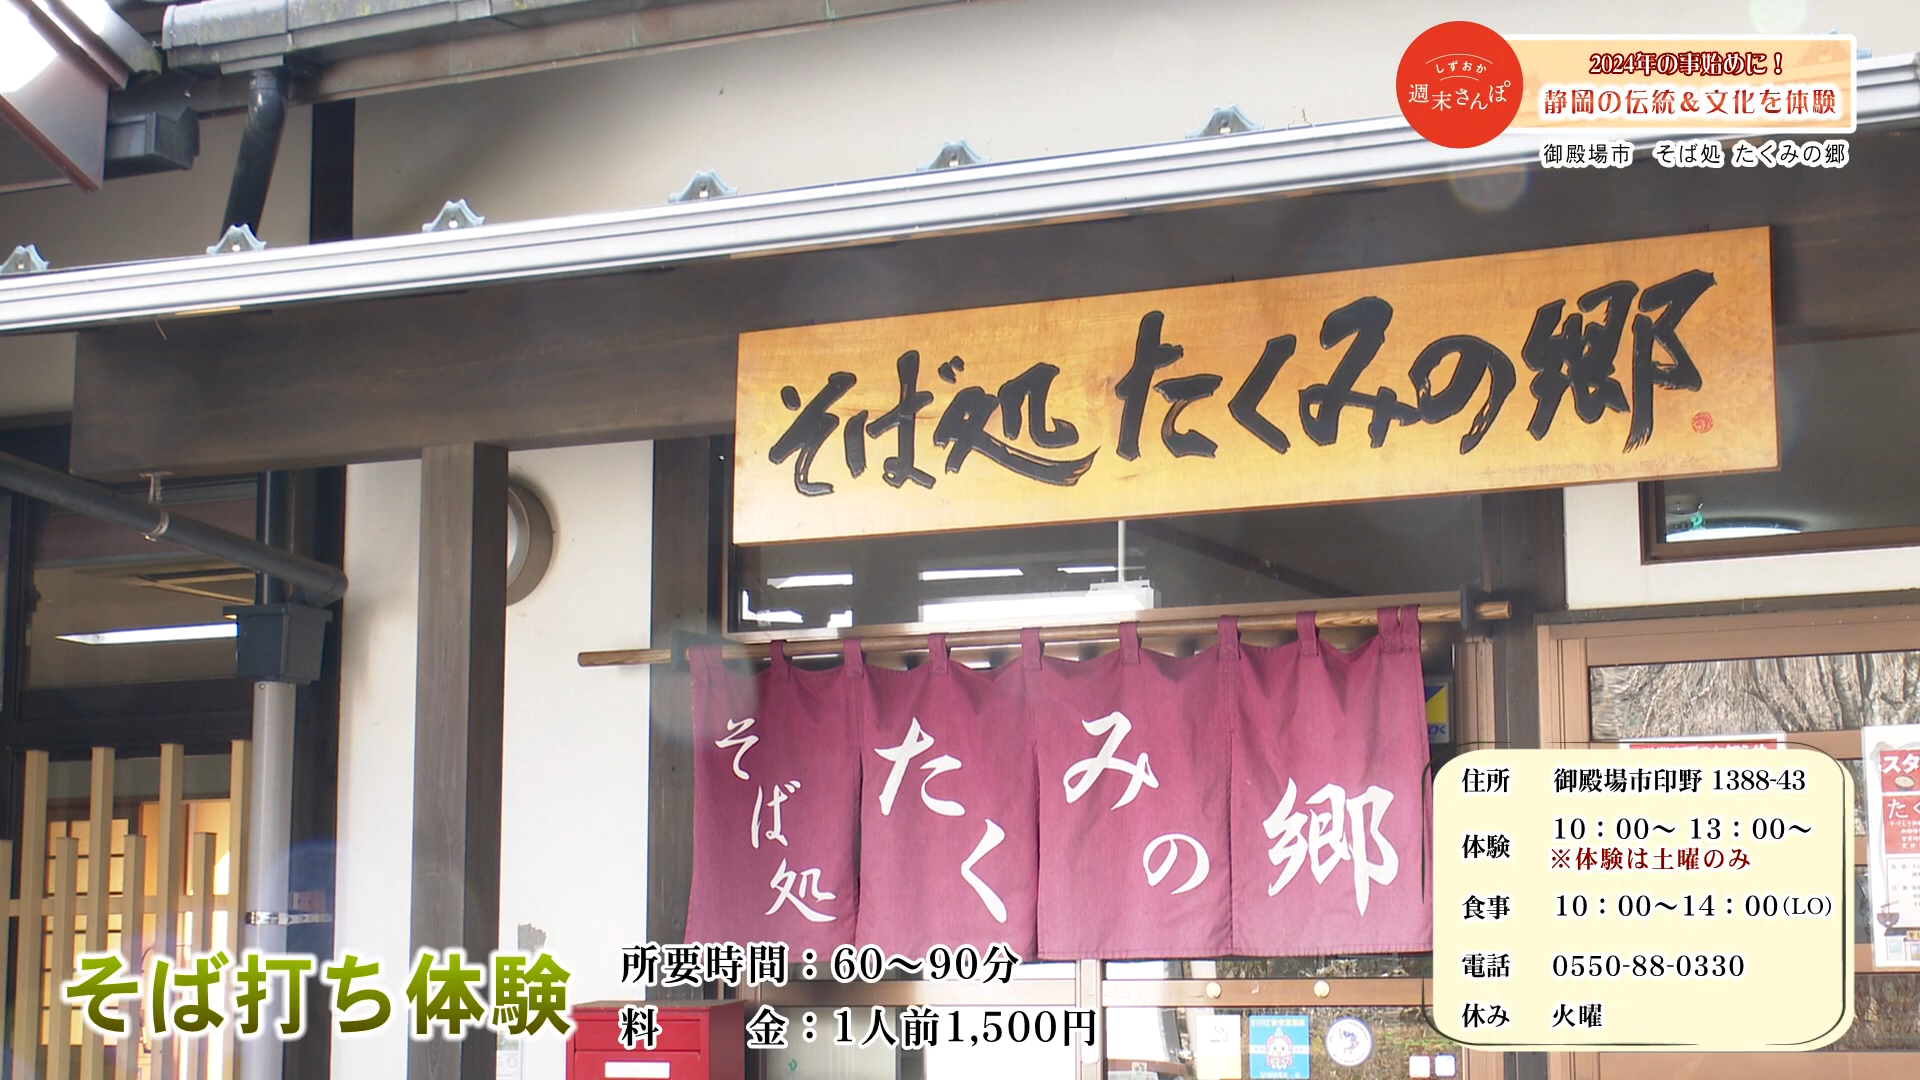 しずおか
週末さんぽ
2024年の事始めに！
静岡の伝統＆文化を体験
御殿場市　そば処 たくみの郷
そば処 たくみの郷
そば処
たく
みの
郷
住所　御殿場市印野 1388-43
体験　10：00～ 13：00～
※体験は土曜のみ
食事　10：00～14：00(LO)
電話　0550-88-0330
休み　火曜
そば打ち体験
所要時間：60～90分
料　　金：1人前1,500円